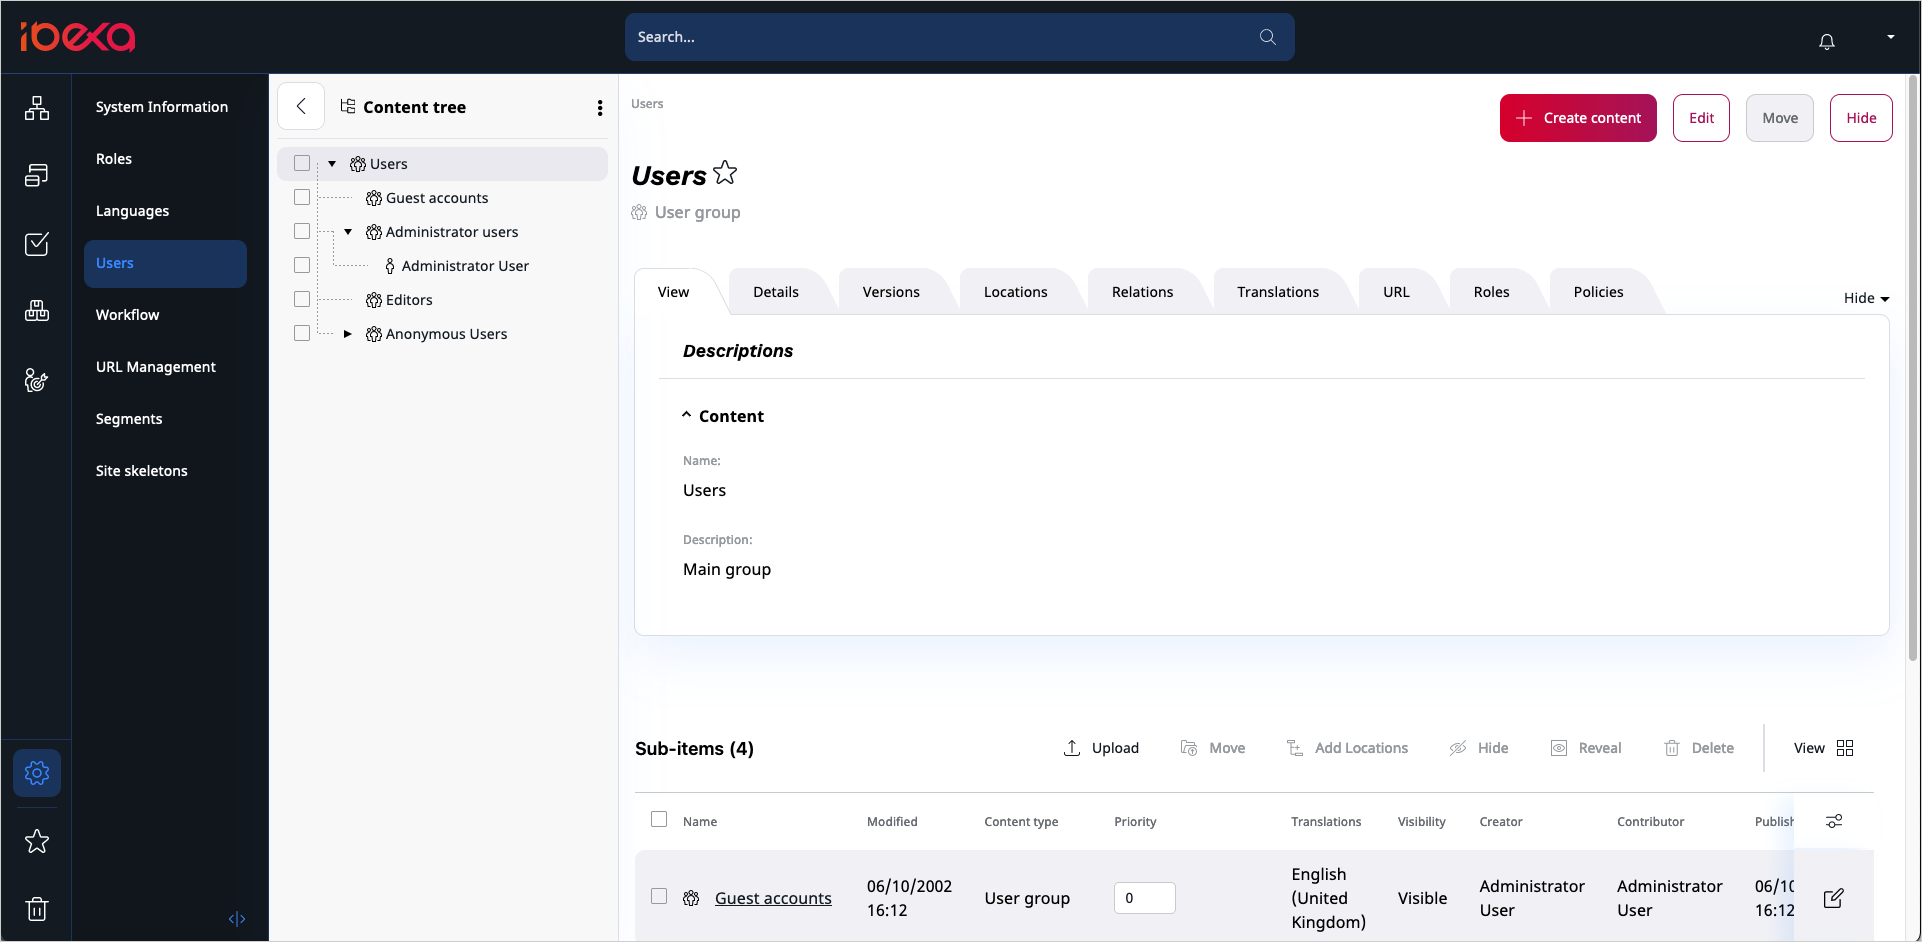 ibexa
Search...
System Information
Roles
Languages
Users
Workflow
URL Management
Segments
Site skeletons
Content tree
Users
Guest accounts
Administrator users
Administrator User
Editors
Anonymous Users
Users
Create content
Edit
Move
Hide
Users
User group
View
Details
Versions
Locations
Relations
Translations
URL
Roles
Policies
Hide
Descriptions
Content
Name:
Users
Description:
Main group
Sub-items (4)
Upload
Move
Add Locations
Hide
Reveal
Delete
View
Name
Modified
Content type
Priority
Translations
Visibility
Creator
Contributor
Publish
Guest accounts
06/10/2002
16:12
User group
0
English
(United
Kingdom)
Visible
Administrator
User
Administrator
User
06/10
16:12